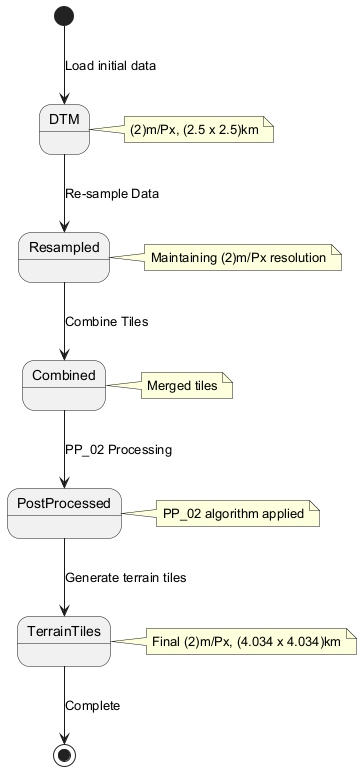 Load initial data
DTM
(2)m/Px, (2.5 x 2.5)km
Re-sample Data
Resampled
Maintaining (2)m/Px resolution
Combine Tiles
Combined
Merged tiles
PP_02 Processing
PostProcessed
PP_02 algorithm applied
Generate terrain tiles
TerrainTiles
Final (2)m/Px, (4.034 x 4.034)km
Complete